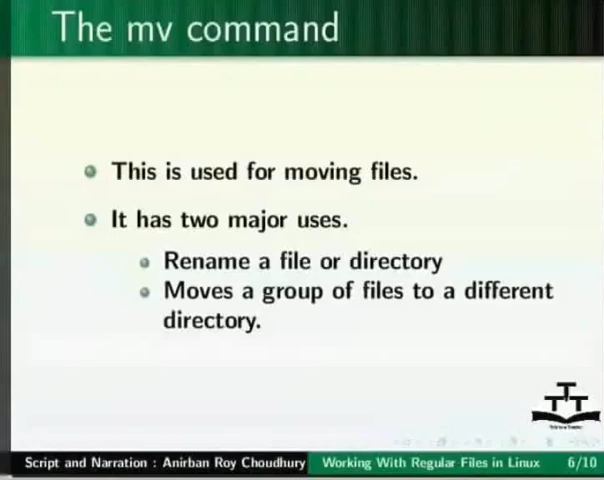 The mv command
This is used for moving files.
It has two major uses.
Rename a file or directory
Moves a group of files to a different
directory.
TTT
Script and Narration : Anirban Roy Choudhury Working With Regular Files in Linux 6/10